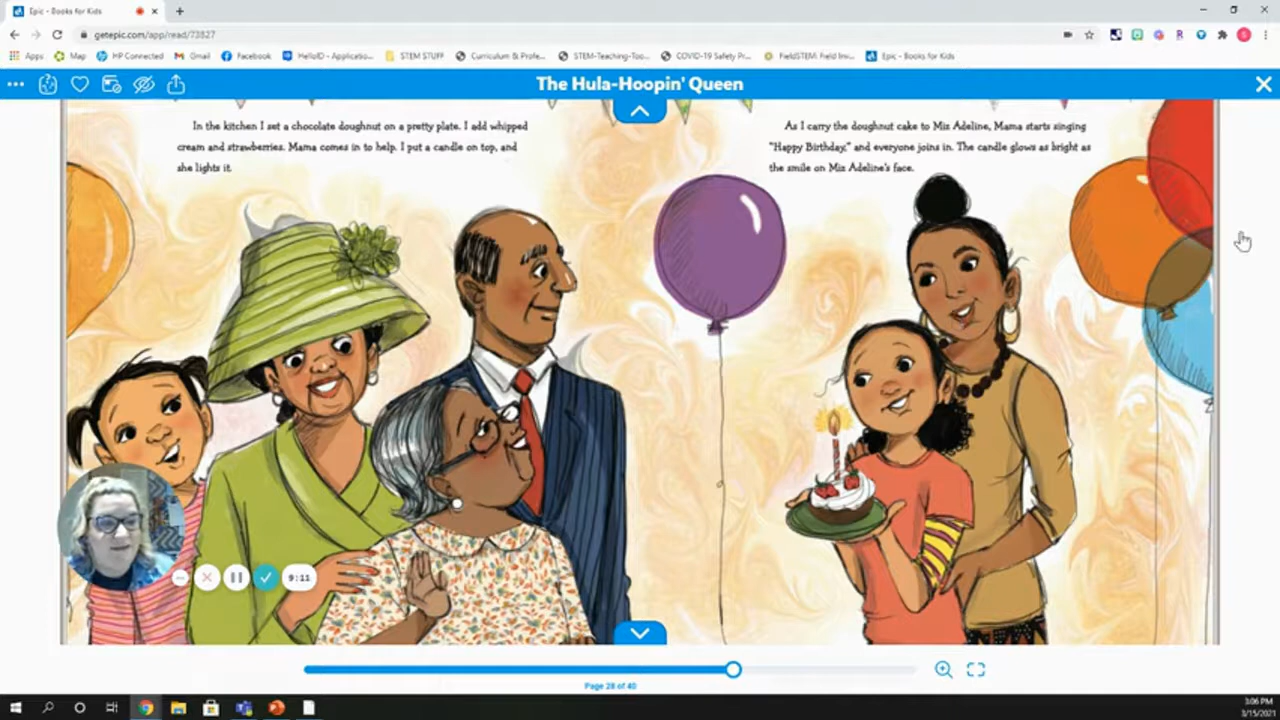 Epic - Books for Kids
getepic.com/app/read/73827
Apps Map HP Connected Gmail Facebook HelloID - Applicatio... STEM STUFF Curriculum & Profe... STEM-Teaching-Too... COVID-19 Safety Pr... FieldSTEM: Field Inv... Epic - Books for Kids
The Hula-Hoopin' Queen
In the kitchen I set a chocolate doughnut on a pretty plate. I add whipped
cream and strawberries. Mama comes in to help. I put a candle on top, and
she lights it.
As I carry the doughnut cake to Miz Adeline, Mama starts singing
"Happy Birthday," and everyone joins in. The candle glows as bright as
the smile on Miz Adeline's face.
9:11
Page 28 of 40
3:06 PM
3/15/2021